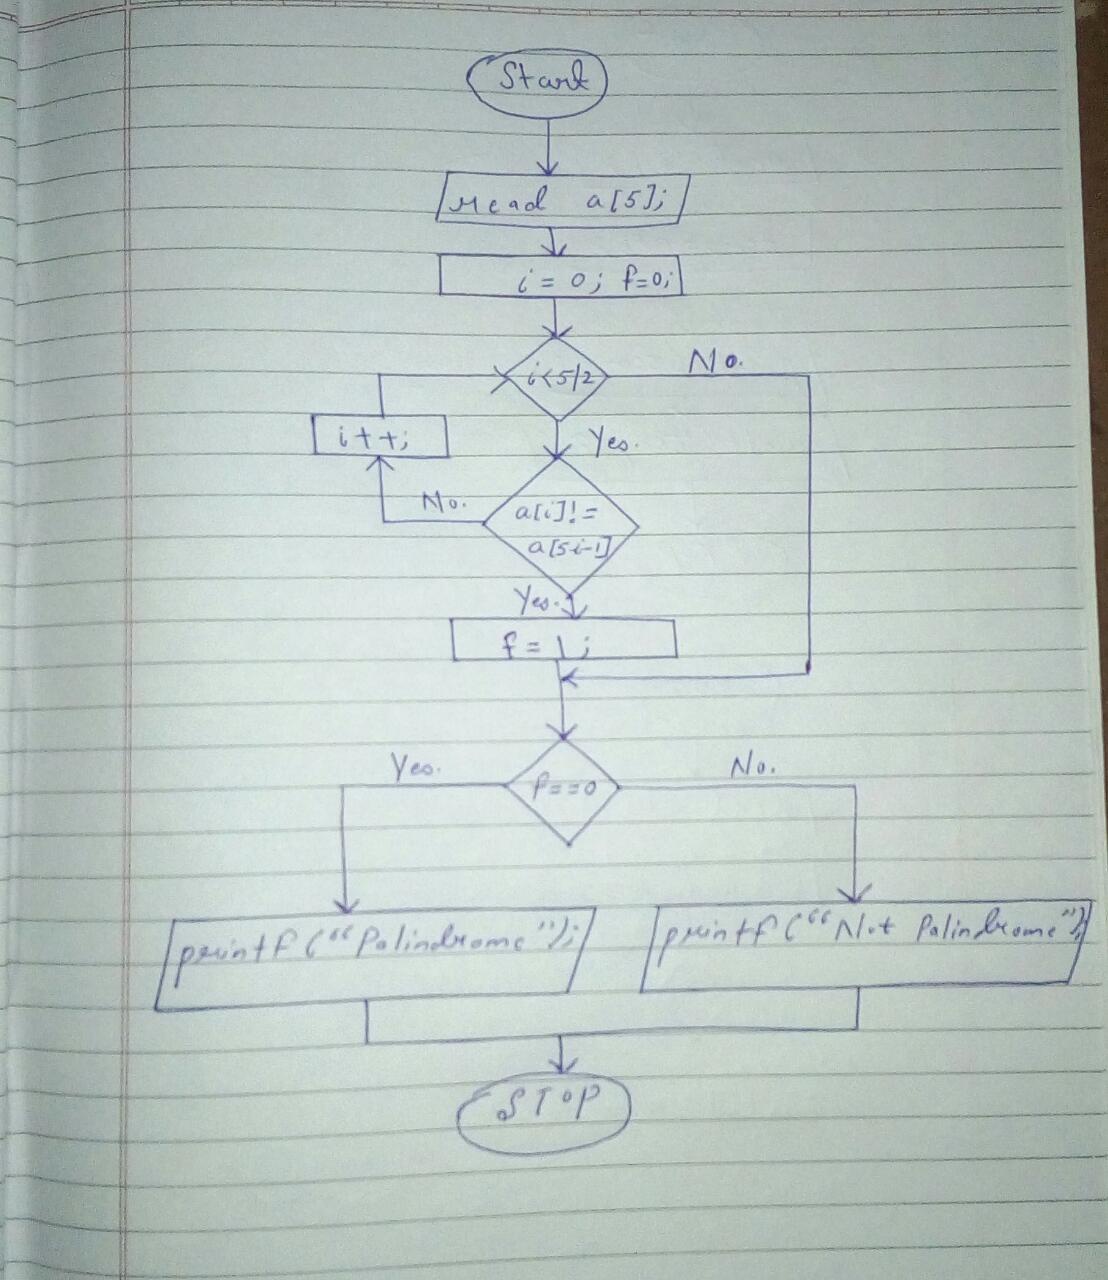 Start
read a[5];
i = 0; f=0;
i<5/2
No.
i++;
Yes.
No.
a[i]!=
a[5i-1]
Yes.
f = 1;
Yes.
No.
f==0
printf ("Palindrome");
printf ("Not Palindrome");
STOP